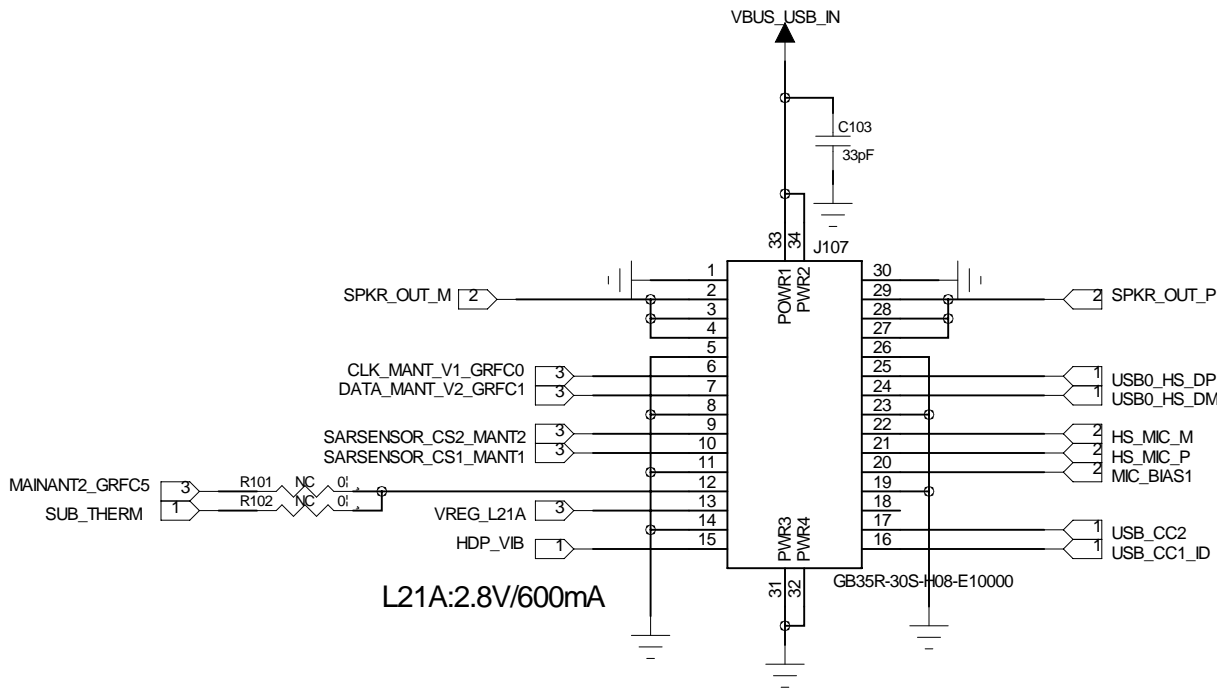 VBUS_USB_IN
C103
33pF
33
34
J107
POWR1
PWR2
1
30
SPKR_OUT_M
2
2
29
2
SPKR_OUT_P
3
28
4
27
5
26
CLK_MANT_V1_GRFC0
3
6
25
1
USB0_HS_DP
DATA_MANT_V2_GRFC1
3
7
24
1
USB0_HS_DM
8
23
SARSENSOR_CS2_MANT2
3
9
22
2
HS_MIC_M
SARSENSOR_CS1_MANT1
3
10
21
2
HS_MIC_P
11
20
2
MIC_BIAS1
MAINANT2_GRFC5
3
R101
NC
0
12
19
SUB_THERM
1
R102
NC
0
VREG_L21A
3
13
18
14
17
1
USB_CC2
HDP_VIB
1
15
16
1
USB_CC1_ID
PWR3
PWR4
31
32
GB35R-30S-H08-E10000
L21A:2.8V/600mA